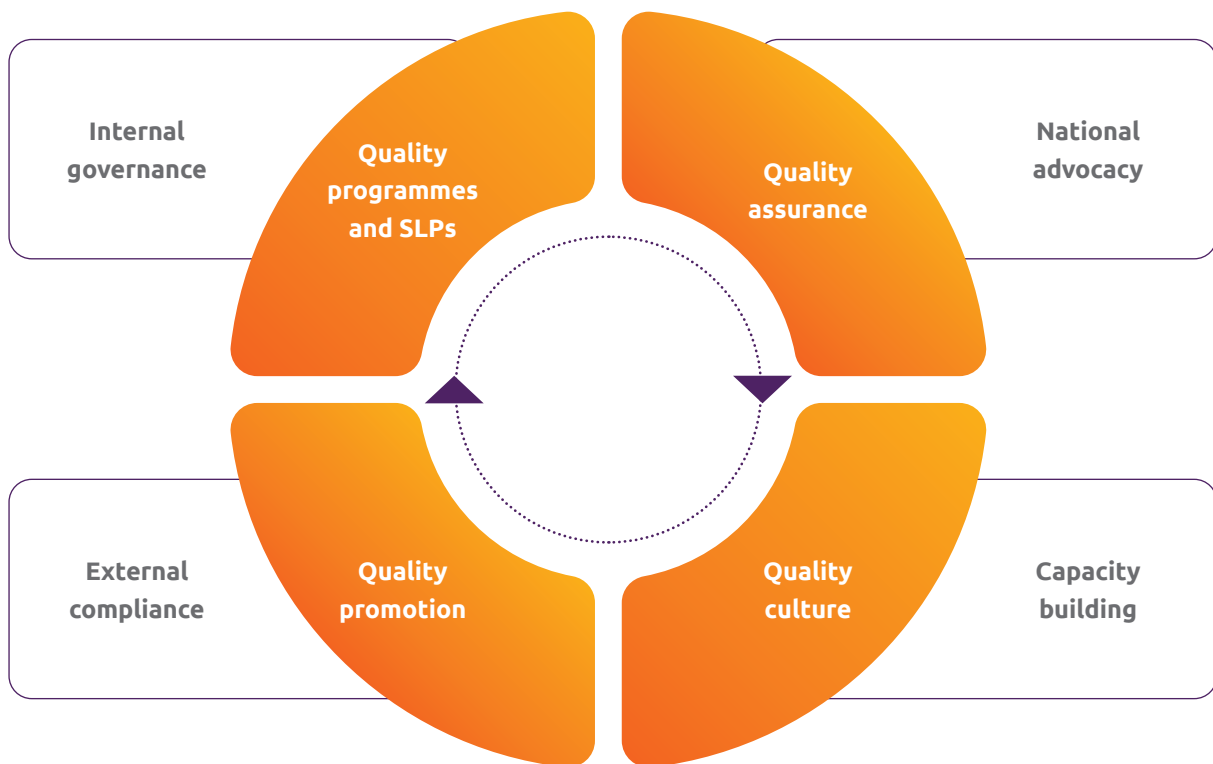 Internal
governance
Quality
programmes
and SLPs
Quality
assurance
National
advocacy
External
compliance
Quality
promotion
Quality
culture
Capacity
building